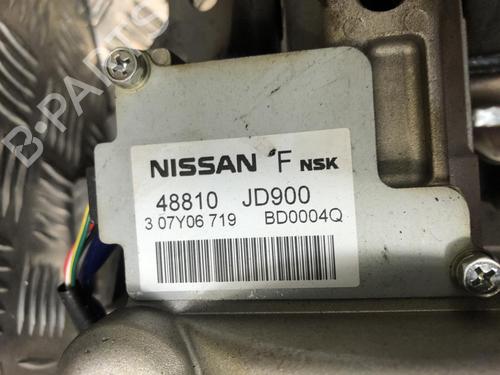 B-PARTS
NISSAN F NSK
48810 JD900
3 07Y06 719 BD0004Q